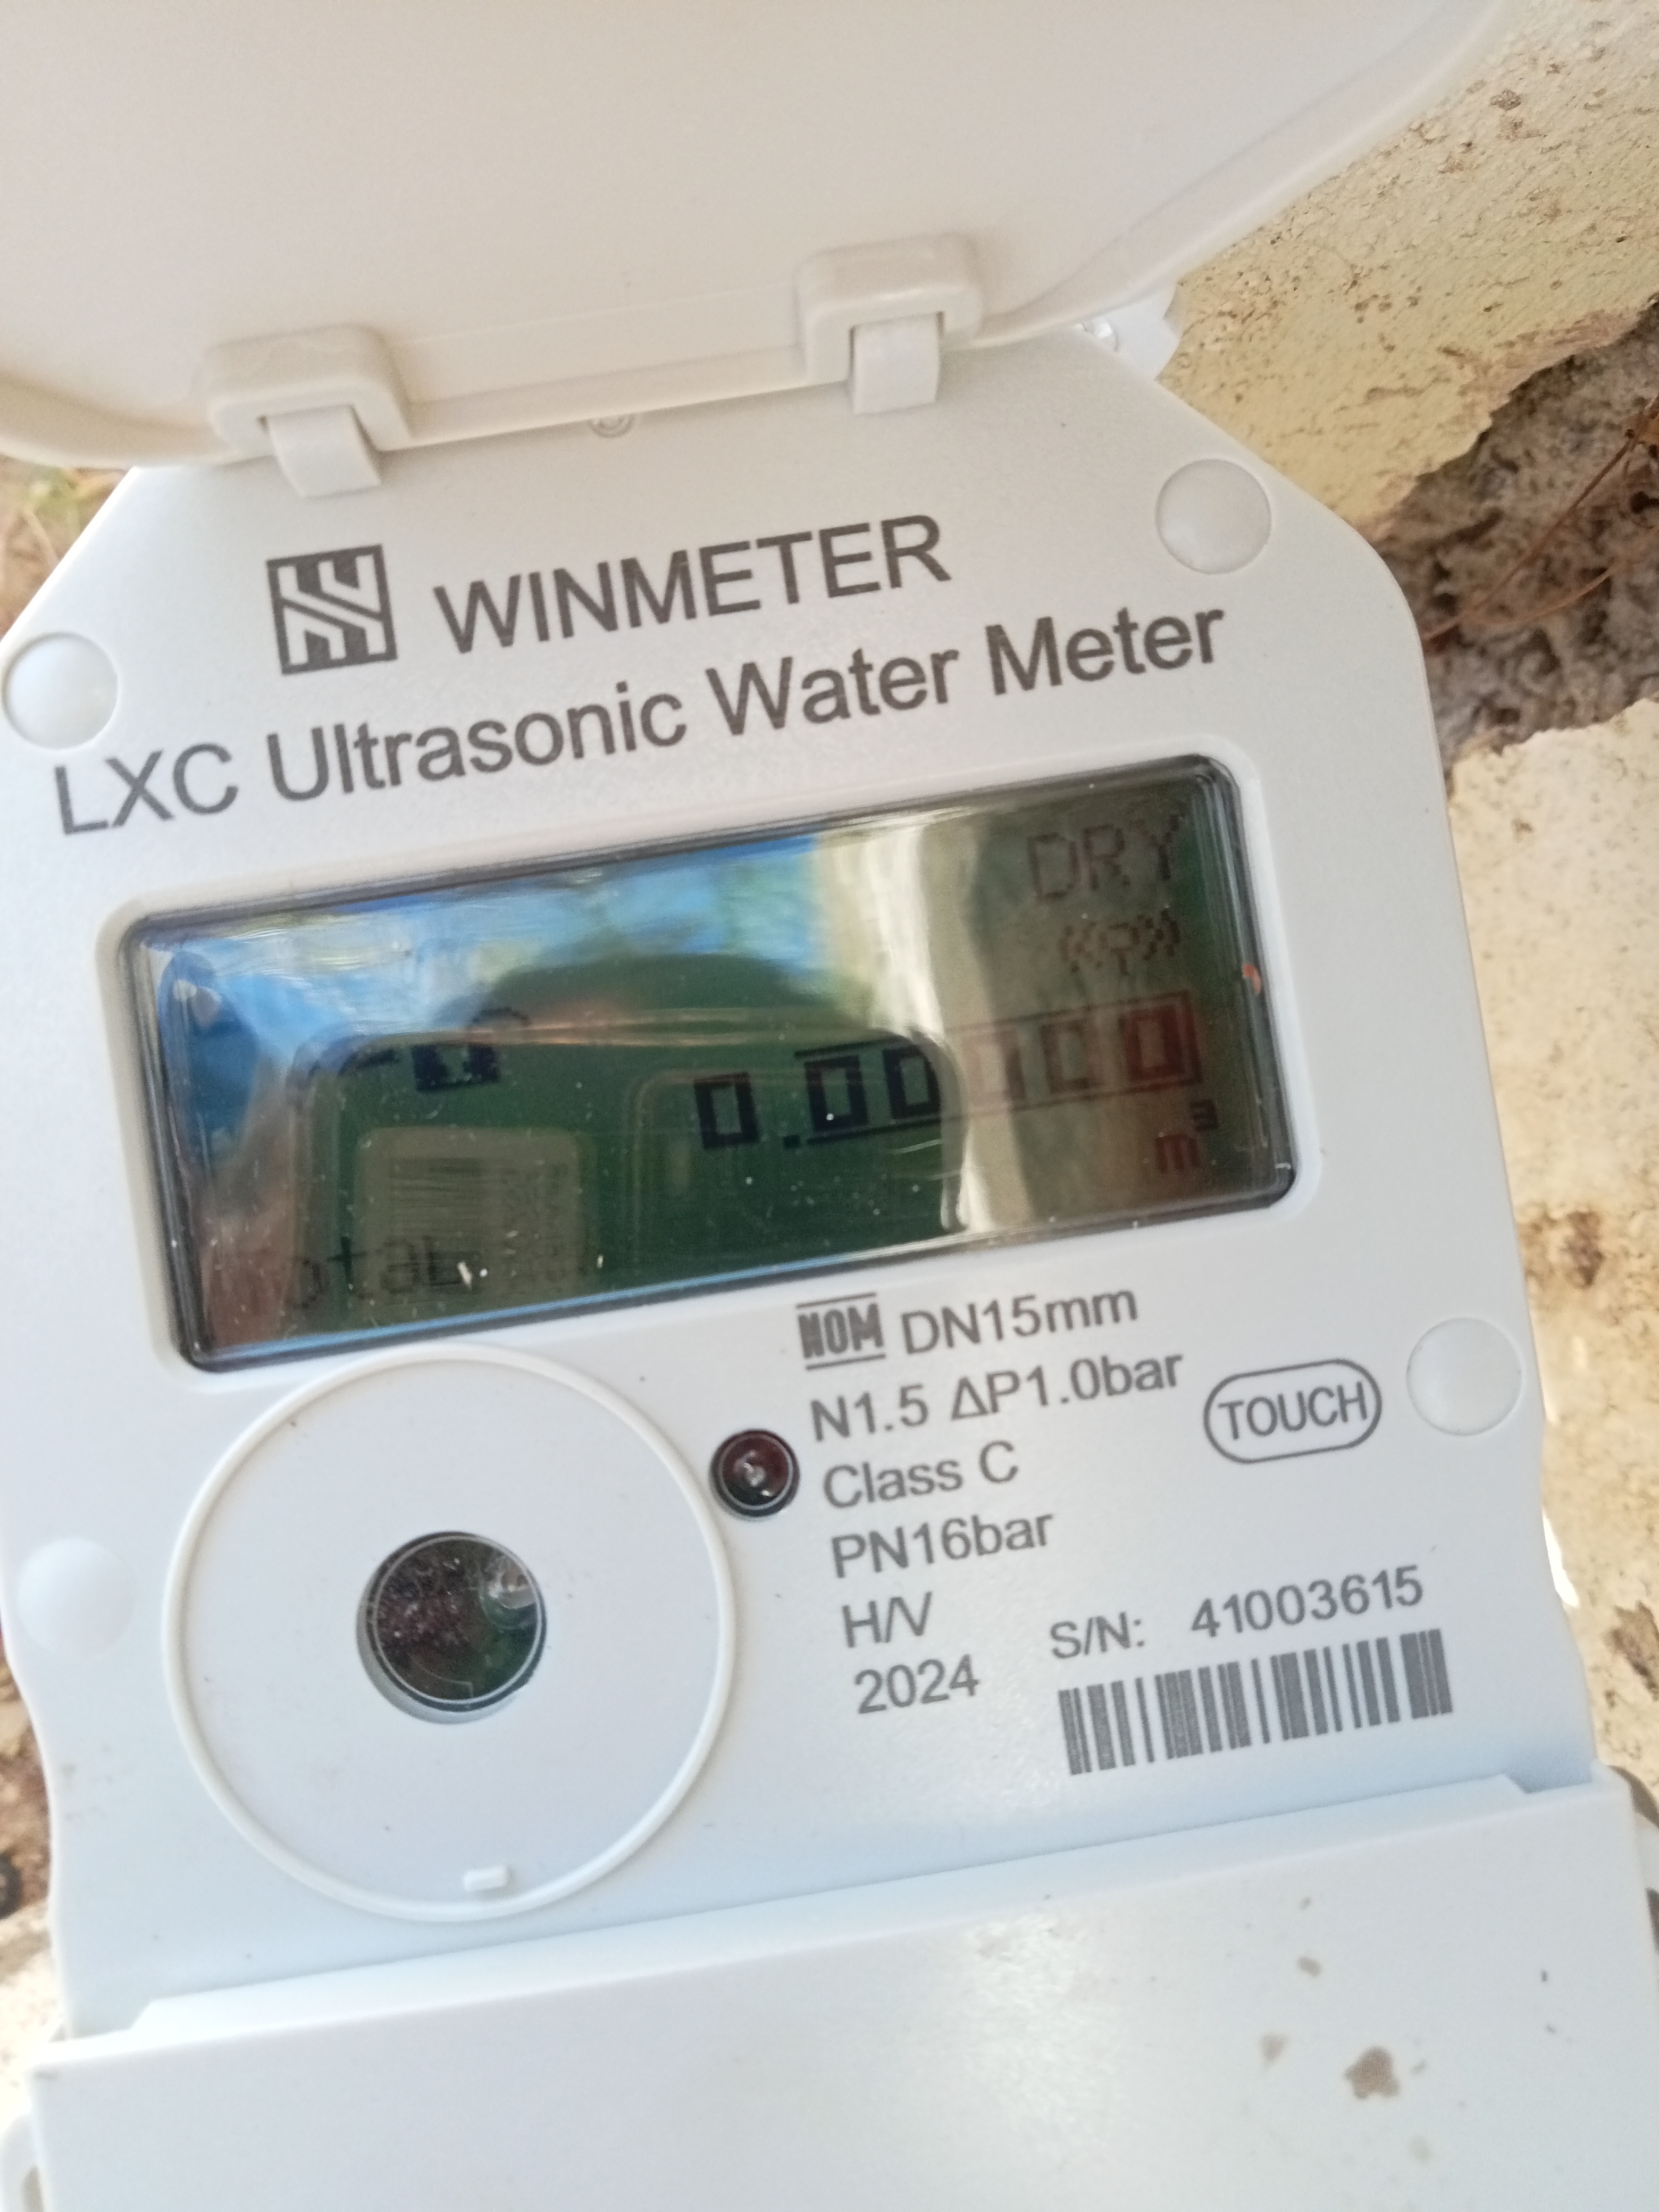 WINMETER
LXC Ultrasonic Water Meter
DRY
0.00000
m³
NOM DN15mm
N1.5 ΔP1.0bar
TOUCH
Class C
PN16bar
H/V
2024
S/N: 41003615